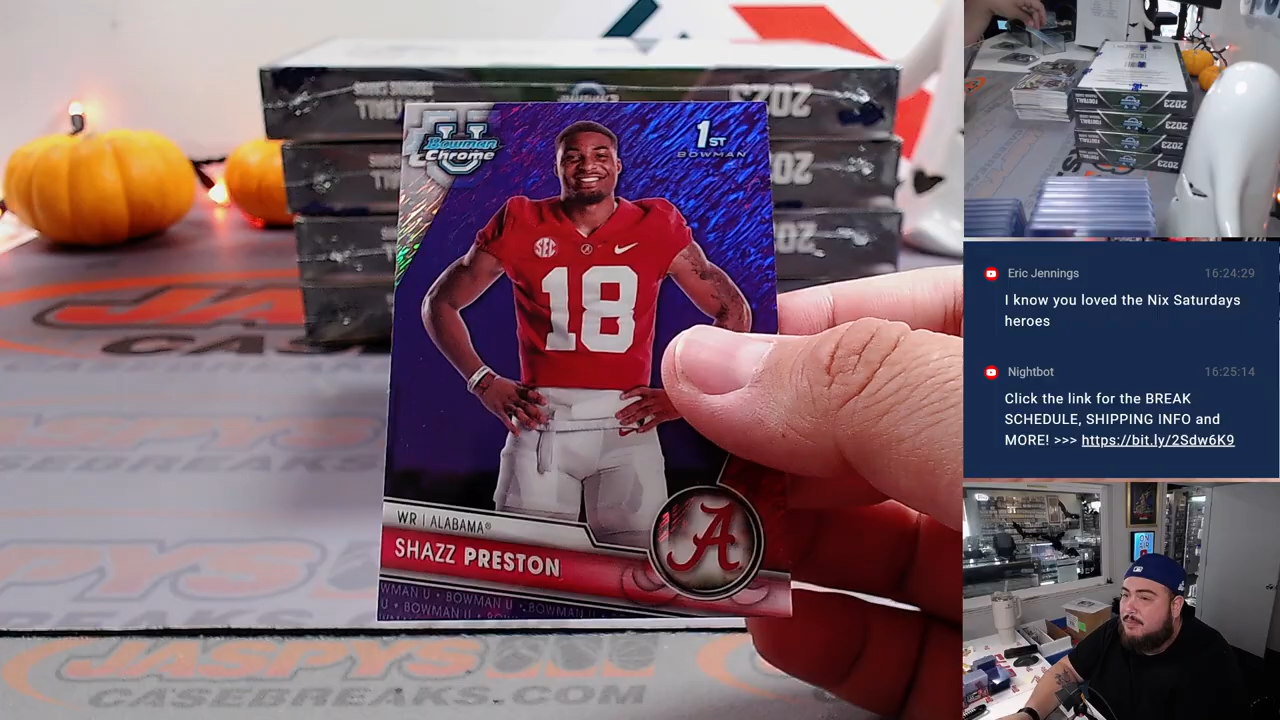 2023
FOOTBALL
U
Bowman
Chrome
1ST
BOWMAN
SEC
18
WR | ALABAMA®
A
SHAZZ PRESTON
BOWMAN U • BOWMAN U • BOWMAN U
JASPYS
CASEBREAKS.COM
Eric Jennings 16:24:29
I know you loved the Nix Saturdays
heroes
Nightbot 16:25:14
Click the link for the BREAK
SCHEDULE, SHIPPING INFO and
MORE! >>> https://bit.ly/2Sdw6K9